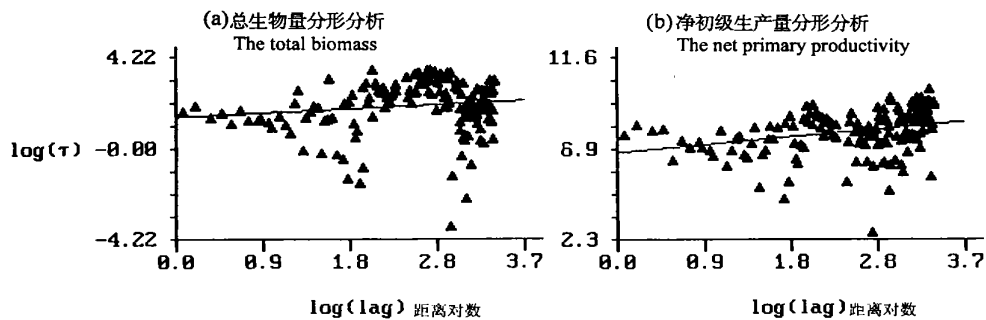 (a)总生物量分形分析
The total biomass
4.22
log(τ) -0.00
-4.22
0.0 0.9 1.8 2.8 3.7
log(lag) 距离对数
(b)净初级生产量分形分析
The net primary productivity
11.6
6.9
2.3
0.0 0.9 1.8 2.8 3.7
log(lag)距离对数